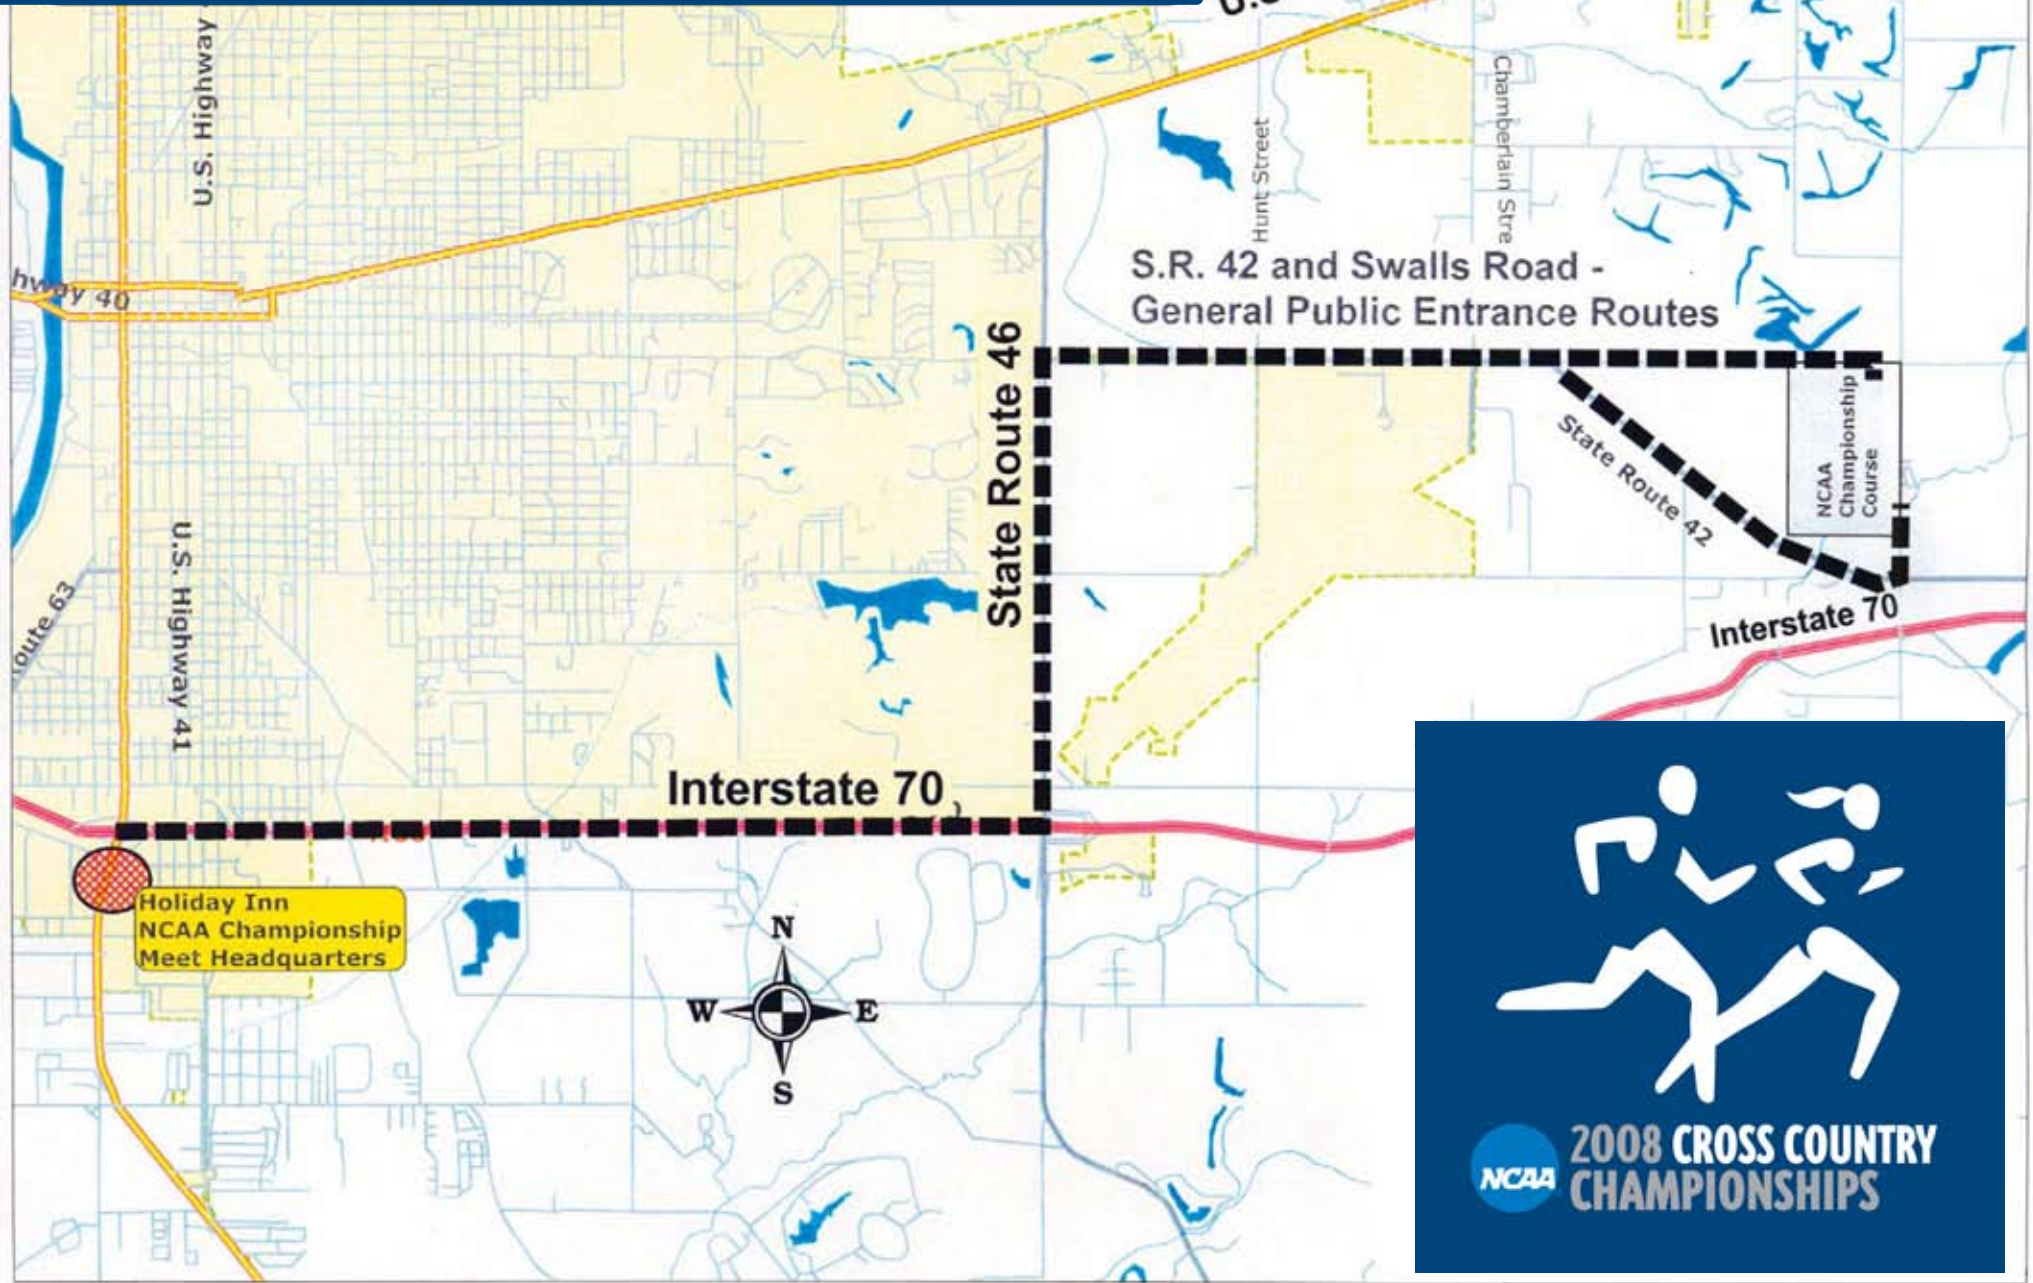 U.S. Highway
U.S.
Hunt Street
Chamberlain Stre
hway 40
S.R. 42 and Swalls Road -
General Public Entrance Routes
State Route 46
NCAA
Championship
Course
State Route 42
U.S. Highway 41
oute 63
Interstate 70
Interstate 70
Holiday Inn
NCAA Championship
Meet Headquarters
N
W E
S
2008 CROSS COUNTRY
NCAA CHAMPIONSHIPS